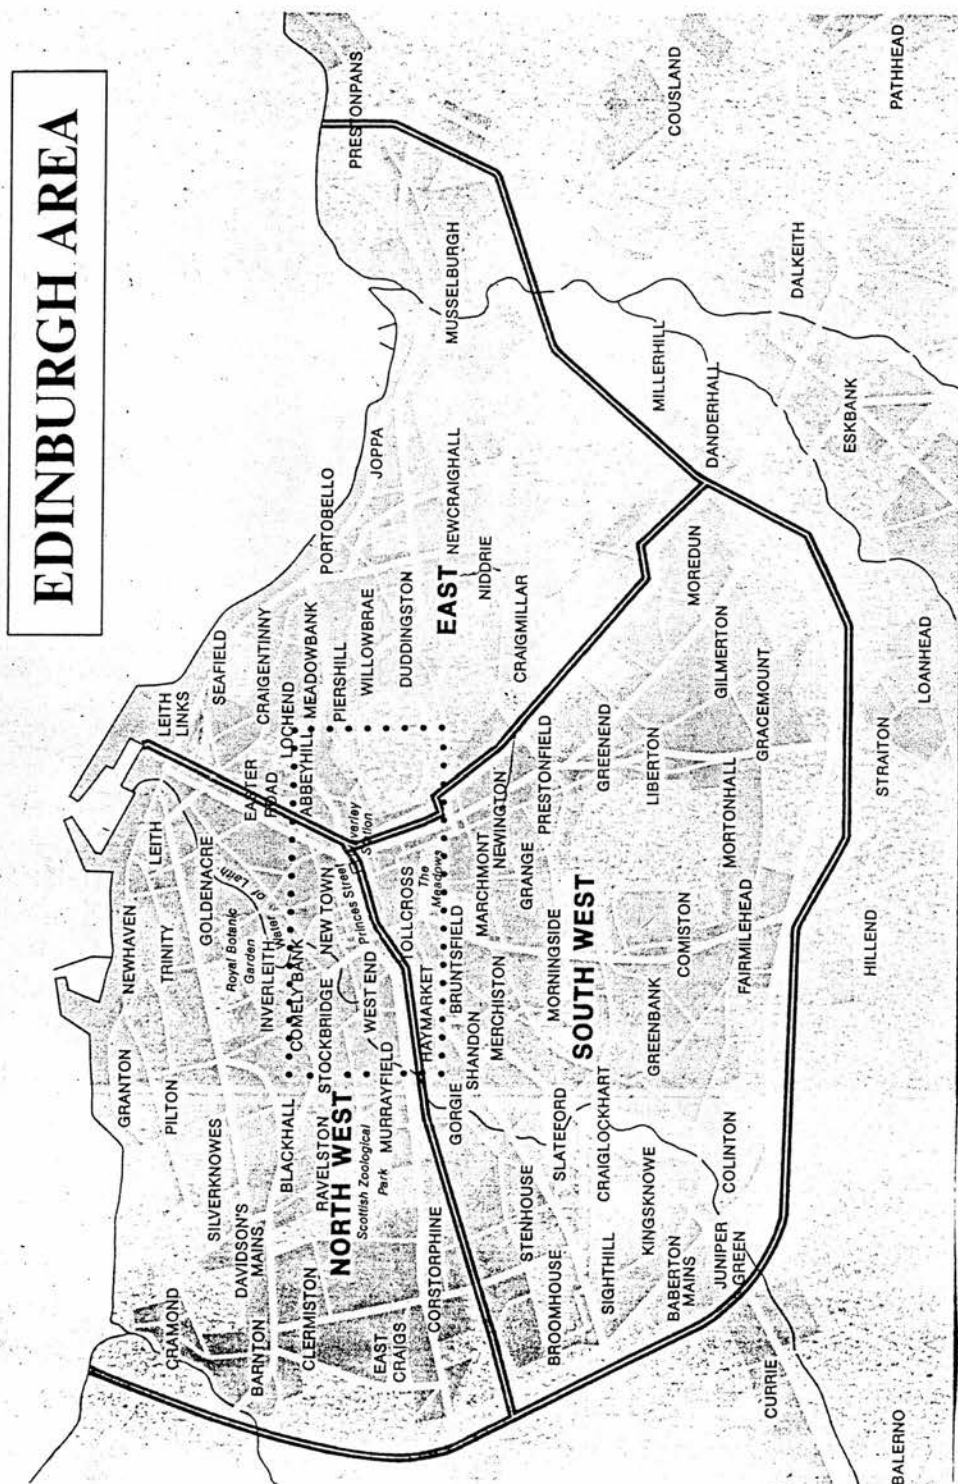 EDINBURGH AREA
PRESTONPANS
COUSLAND
PATHHEAD
MUSSELBURGH
DALKEITH
MILLERHILL
DANDERHALL
ESKBANK
JOPPA
PORTOBELLO
NEWCRAIGHALL
EAST
NIDDRIE
CRAIGMILLAR
MOREDUN
GILMERTON
GRACEMOUNT
LOANHEAD
STRAITON
SEAFIELD
CRAIGENTINNY
LOCHEND
MEADOWBANK
PIERSHILL
WILLOWBRAE
DUDDINGSTON
LEITH
LINKS
EASTER
ROAD
ABBEYHILL
Waverley
Station
PRESTONFIELD
GREENEND
LIBERTON
MORTONHALL
NEWINGTON
LEITH
GOLDENACRE
Water of Leith
NEW TOWN
Princes Street
TOLLCROSS
The
Meadows
MARCHMONT
GRANGE
NEWHAVEN
TRINITY
Royal Botanic
Garden
INVERLEITH
COMELY BANK
STOCKBRIDGE
WEST END
HAYMARKET
BRUNTSFIELD
MERCHISTON
SHANDON
MORNINGSIDE
SOUTH WEST
GREENBANK
COMISTON
FAIRMILEHEAD
HILLEND
GRANTON
PILTON
SILVERKNOWES
BLACKHALL
RAVELSTON
NORTH WEST
Scottish Zoological
Park
MURRAYFIELD
GORGIE
SLATEFORD
CRAIGLOCKHART
COLINTON
STENHOUSE
KINGSKNOWE
DAVIDSON'S
MAINS
CRAMOND
BARNTON
CLERMISTON
EAST
CRAIGS
CORSTORPHINE
BROOMHOUSE
SIGHTHILL
BABERTON
MAINS
JUNIPER
GREEN
CURRIE
BALERNO